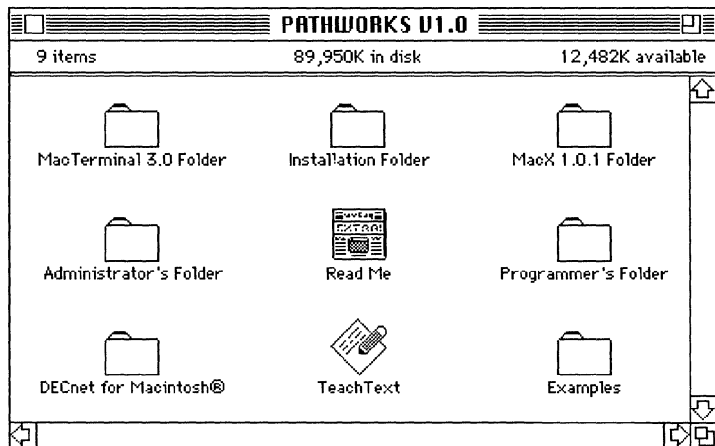 PATHWORKS V1.0
9 items 89,950K in disk 12,482K available
MacTerminal 3.0 Folder Installation Folder MacX 1.0.1 Folder
EXTRA!
Administrator's Folder Read Me Programmer's Folder
DECnet for Macintosh® TeachText Examples